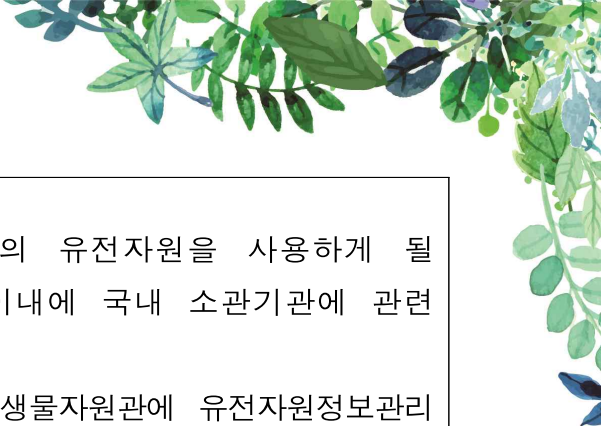 의 유전자원을 사용하게 될
이내에 국내 소관기관에 관련
생물자원관에 유전자원정보관리